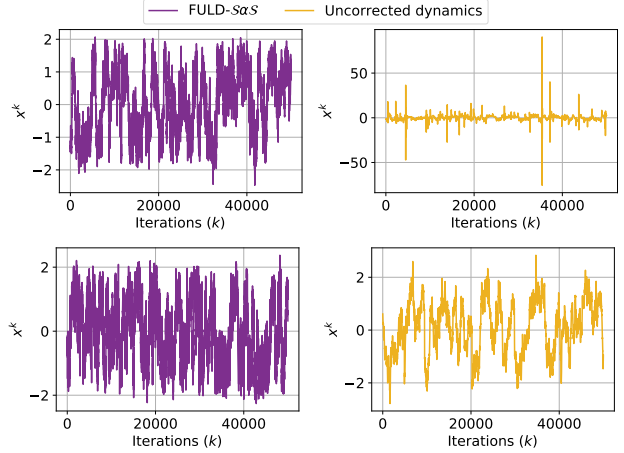 FULD-𝒮α𝒮 Uncorrected dynamics
2
1
0
−1
−2
x^k
0 20000 40000
Iterations (k)
50
0
−50
x^k
0 20000 40000
Iterations (k)
2
0
−2
x^k
0 20000 40000
Iterations (k)
2
0
−2
x^k
0 20000 40000
Iterations (k)